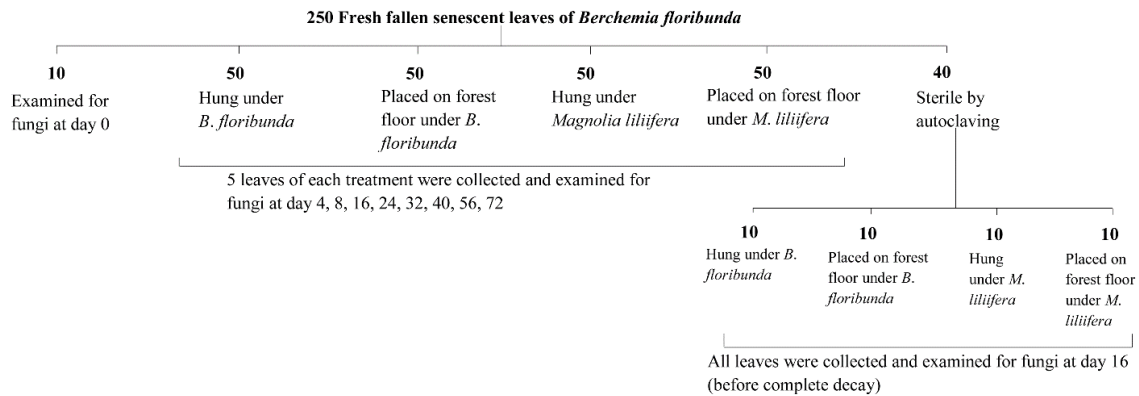 250 Fresh fallen senescent leaves of Berchemia floribunda
10
Examined for
fungi at day 0
50
Hung under
B. floribunda
50
Placed on forest
floor under B.
floribunda
50
Hung under
Magnolia liliifera
50
Placed on forest floor
under M. liliifera
40
Sterile by
autoclaving
5 leaves of each treatment were collected and examined for
fungi at day 4, 8, 16, 24, 32, 40, 56, 72
10
Hung under B.
floribunda
10
Placed on forest
floor under B.
floribunda
10
Hung
under M.
liliifera
10
Placed on
forest floor
under M.
liliifera
All leaves were collected and examined for fungi at day 16
(before complete decay)